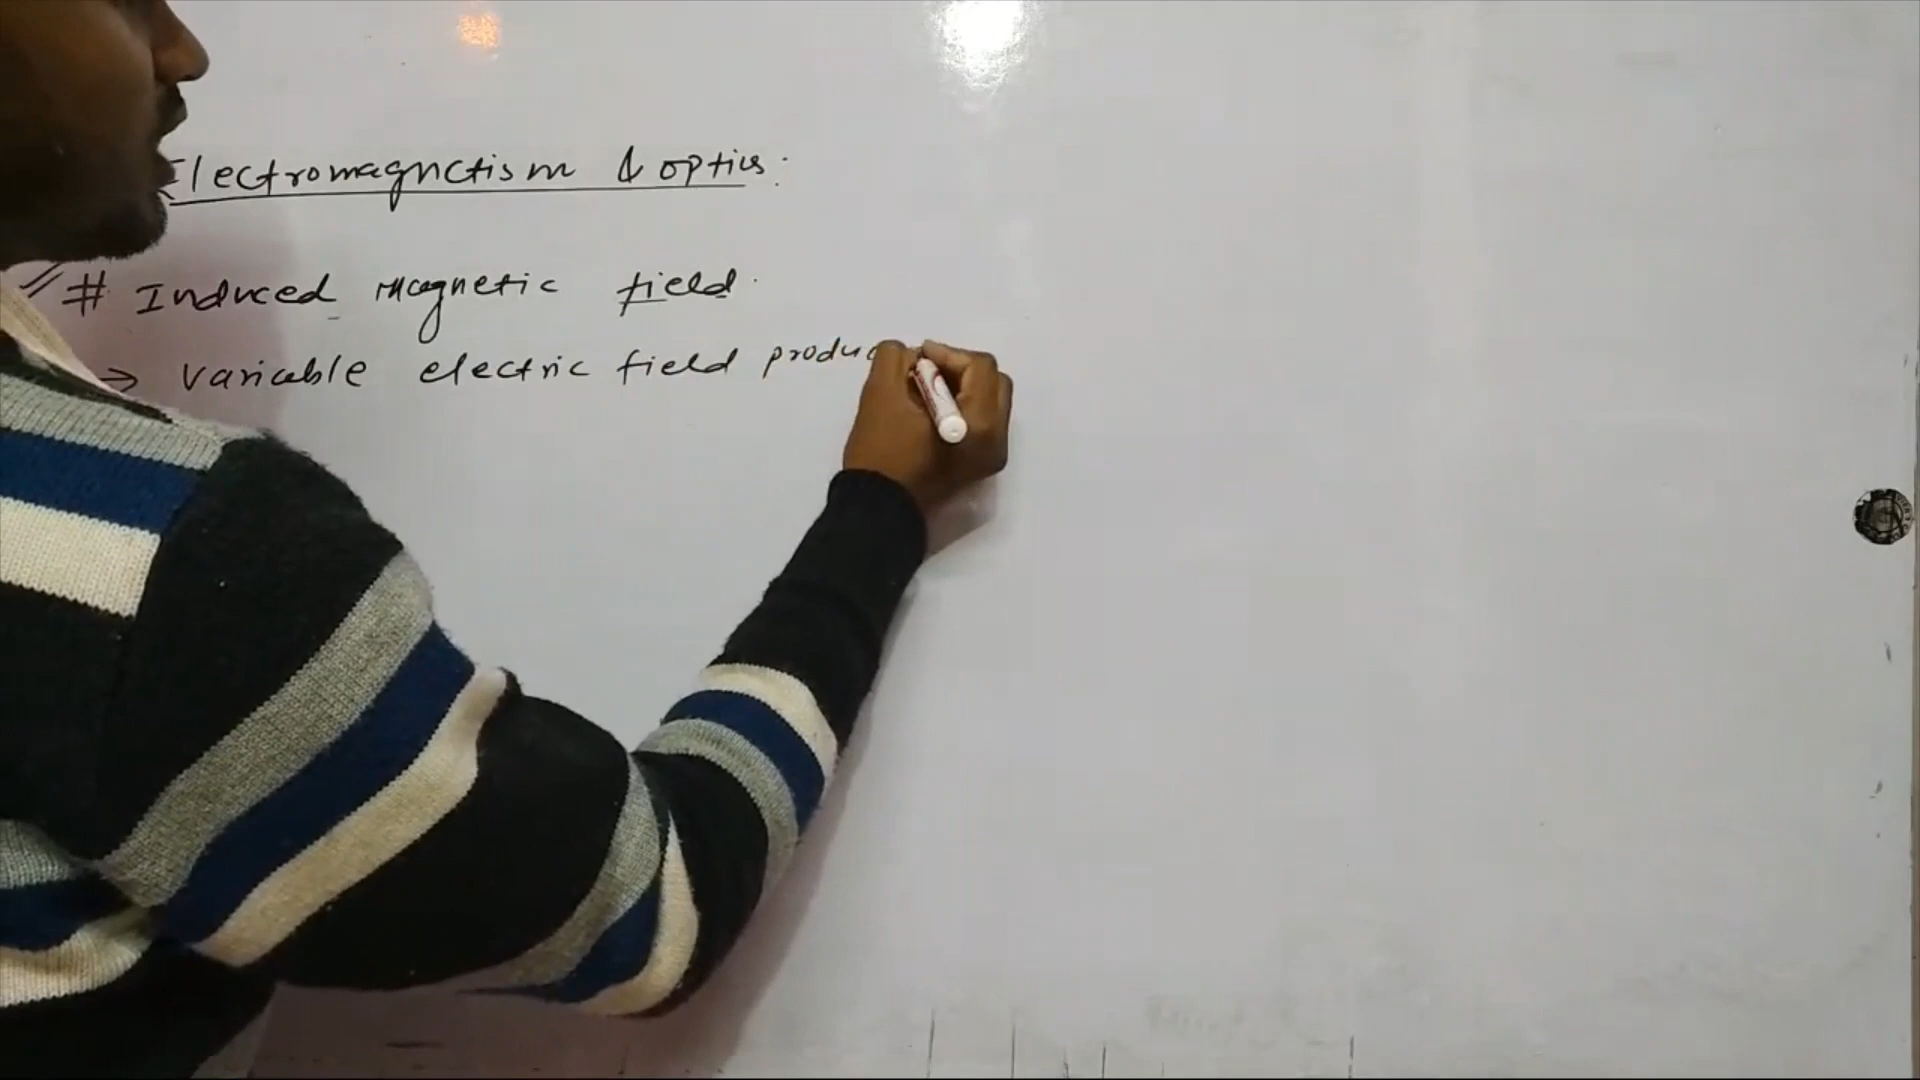 Electromagnetism & optics.
# Induced magnetic field.
→ variable electric field produ